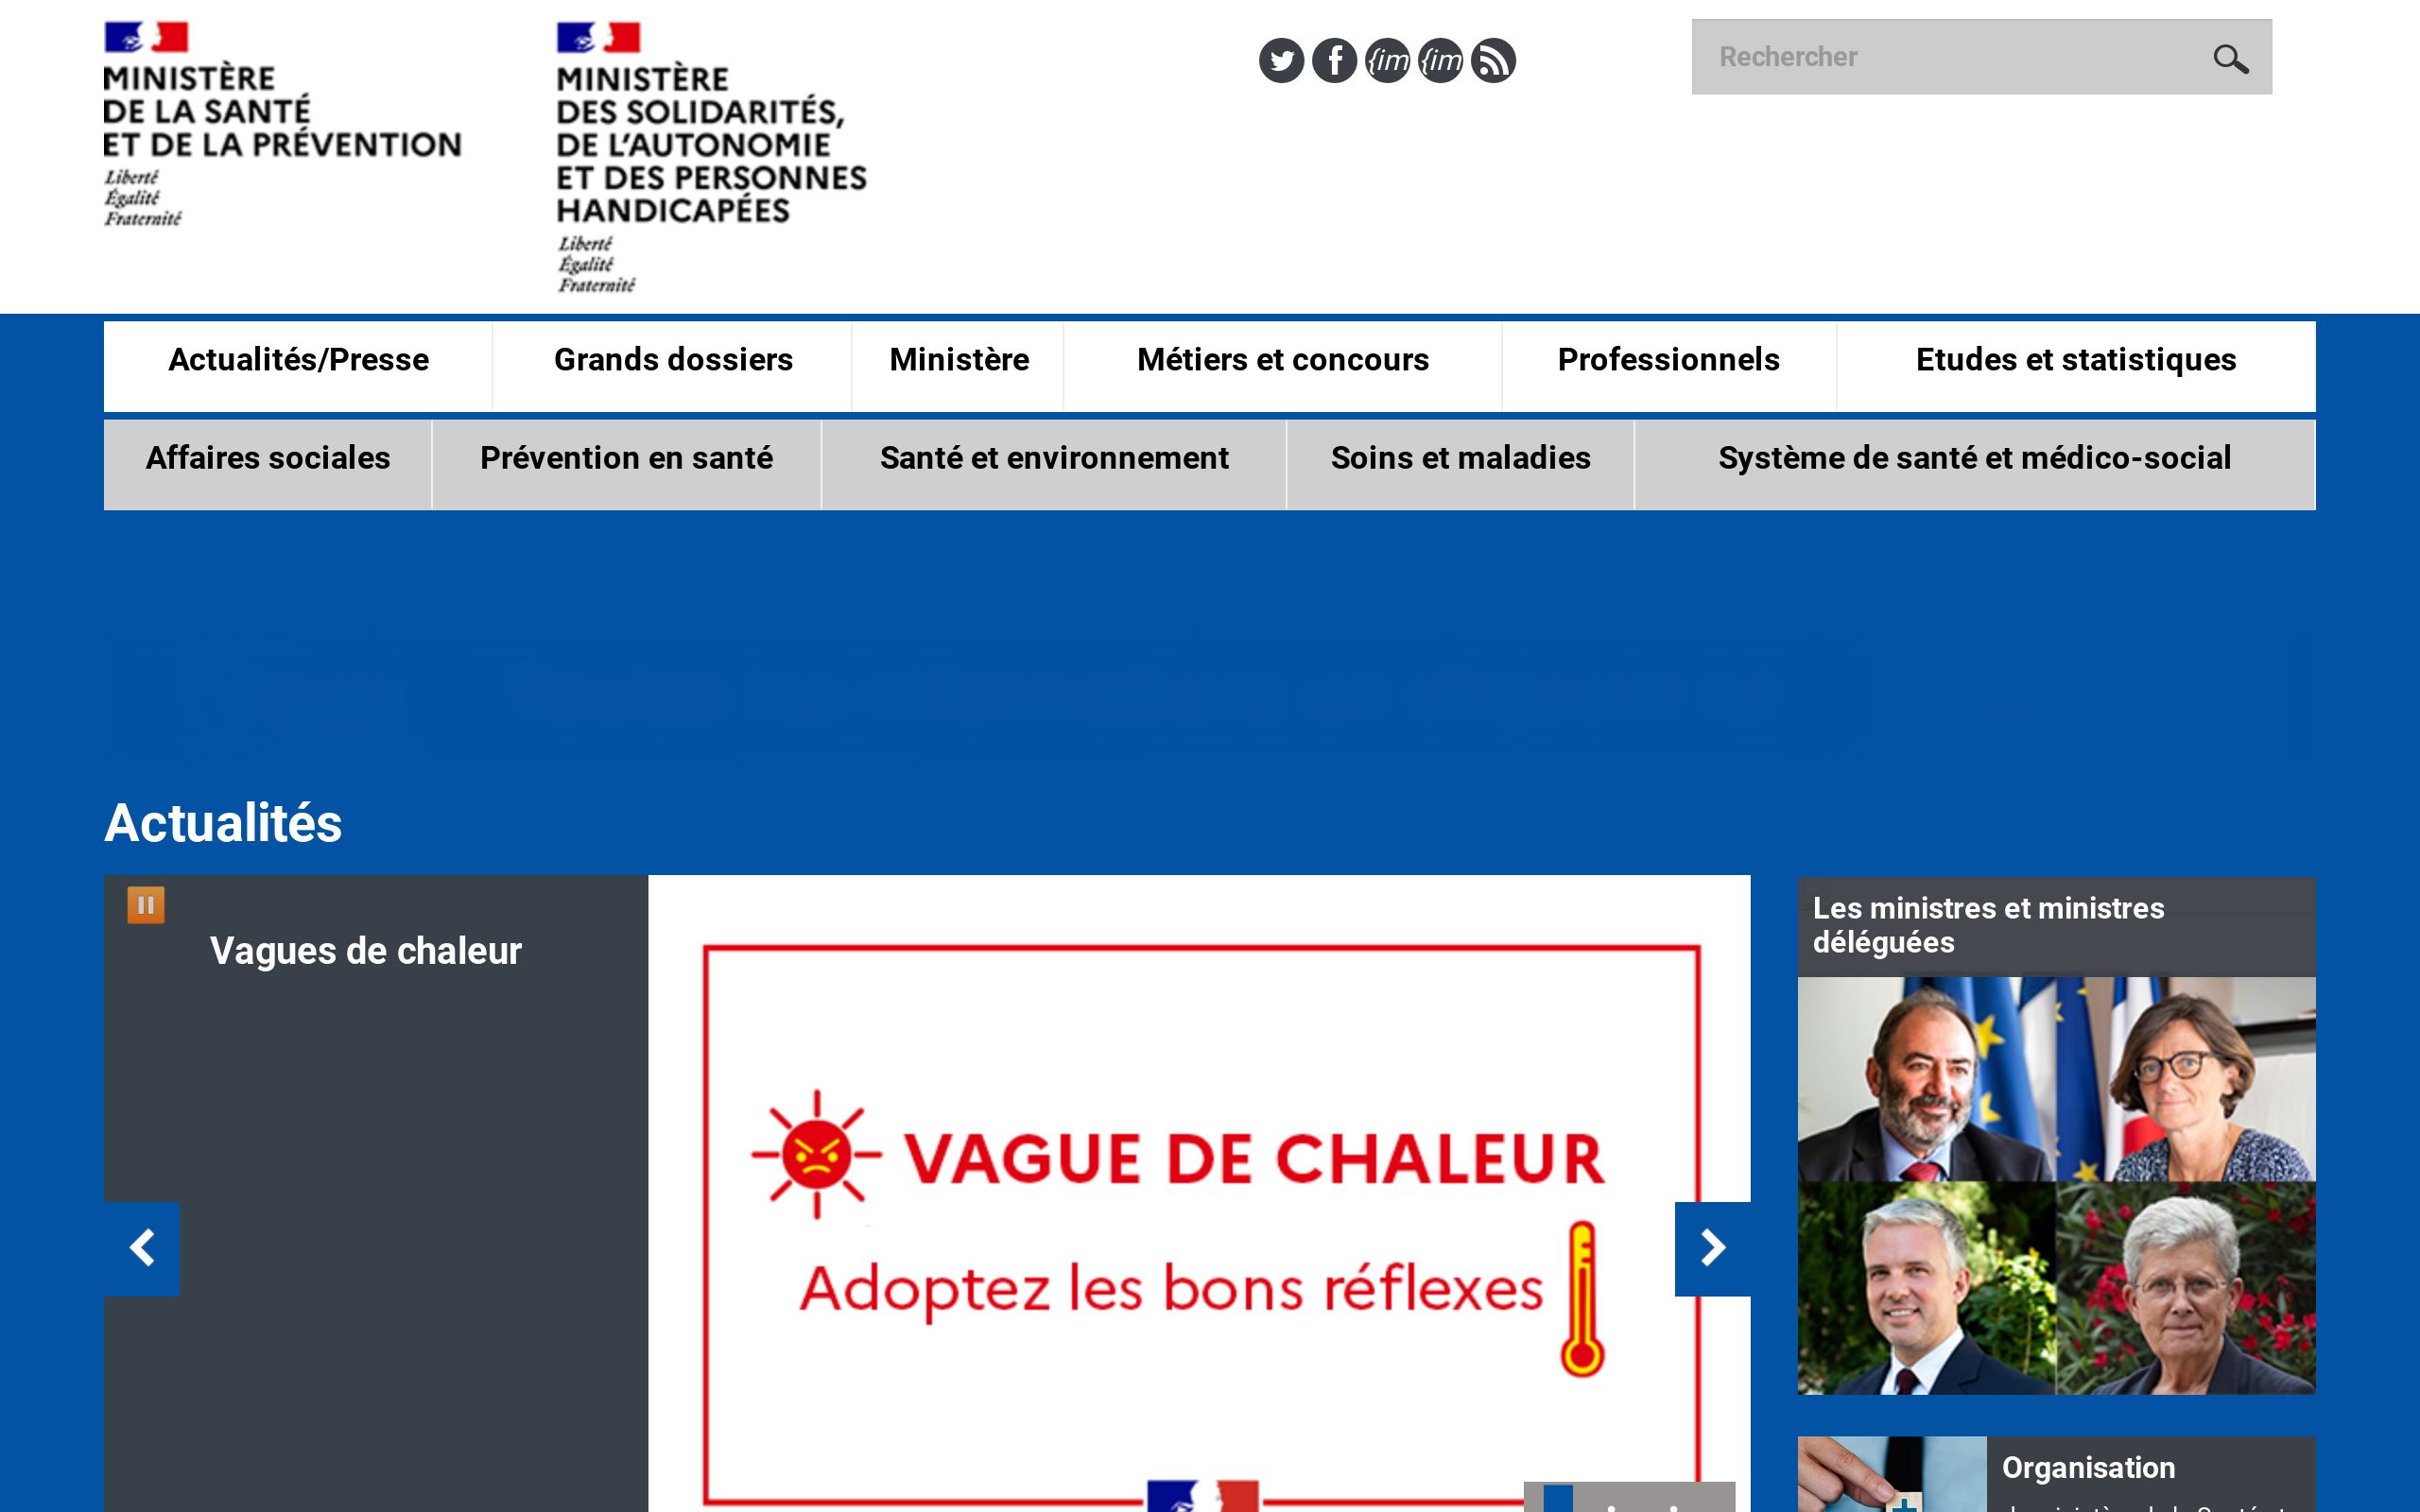 MINISTÈRE
DE LA SANTÉ
ET DE LA PRÉVENTION
Liberté
Égalité
Fraternité
MINISTÈRE
DES SOLIDARITÉS,
DE L'AUTONOMIE
ET DES PERSONNES
HANDICAPÉES
Liberté
Égalité
Fraternité
{im
{im
Rechercher
Actualités/Presse
Grands dossiers
Ministère
Métiers et concours
Professionnels
Etudes et statistiques
Affaires sociales
Prévention en santé
Santé et environnement
Soins et maladies
Système de santé et médico-social
Actualités
Vagues de chaleur
VAGUE DE CHALEUR
Adoptez les bons réflexes
Les ministres et ministres
déléguées
Organisation